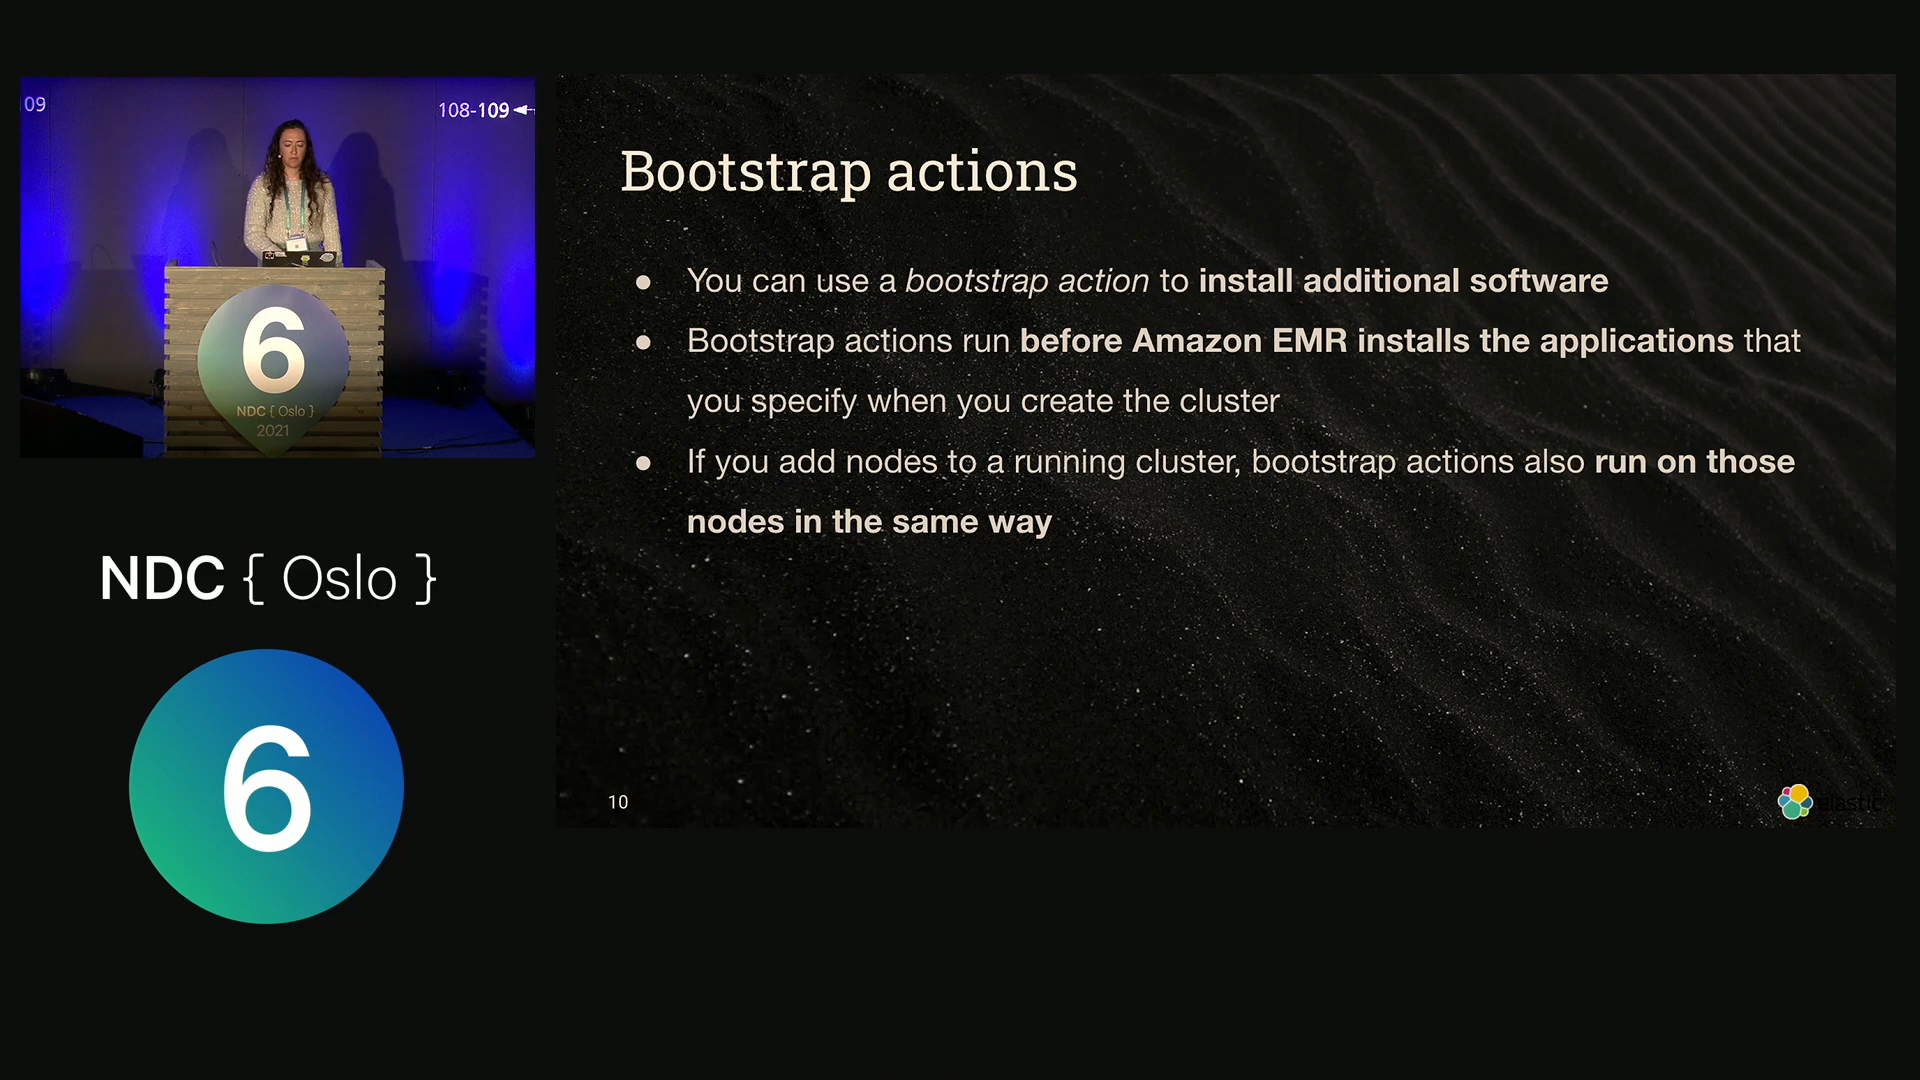 09
108-109
6
NDC { Oslo }
2021
NDC { Oslo }
6
Bootstrap actions
● You can use a bootstrap action to install additional software
● Bootstrap actions run before Amazon EMR installs the applications that
you specify when you create the cluster
● If you add nodes to a running cluster, bootstrap actions also run on those
nodes in the same way
10
elastic